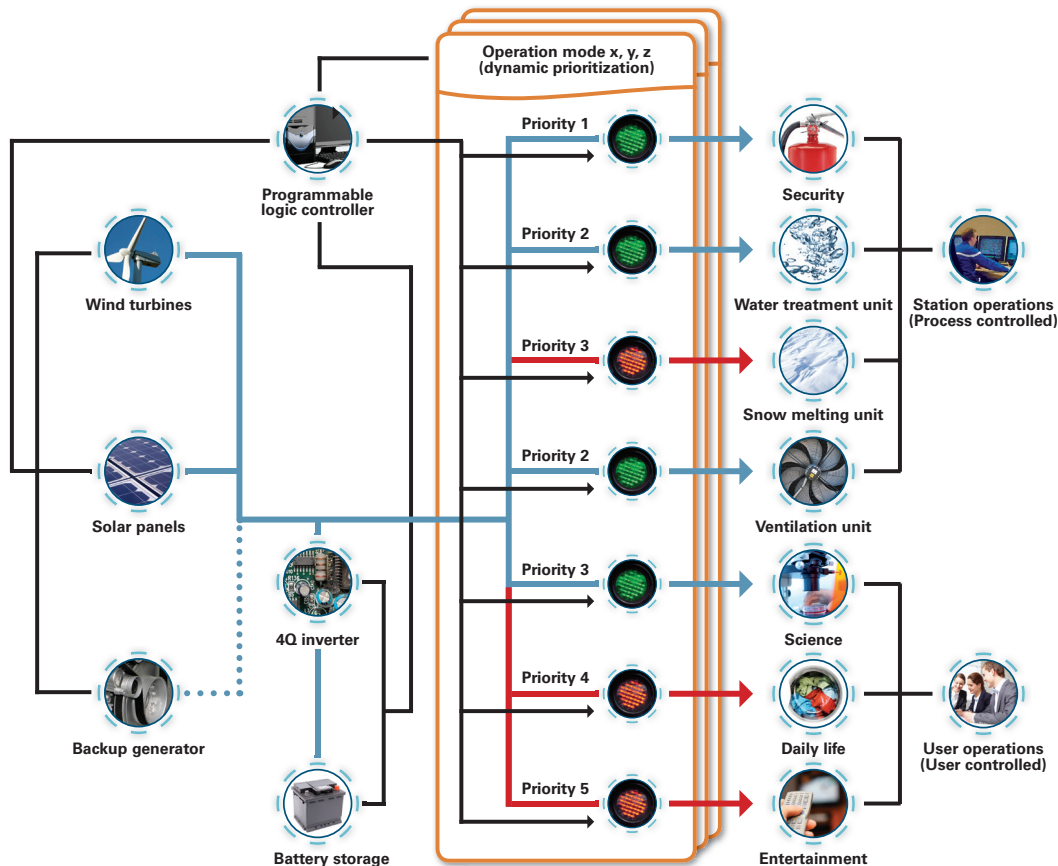 Operation mode x, y, z
(dynamic prioritization)
Priority 1
Security
Programmable
logic controller
Priority 2
Wind turbines
Water treatment unit
Station operations
(Process controlled)
Priority 3
Snow melting unit
Priority 2
Solar panels
Ventilation unit
Priority 3
4Q inverter
Science
Priority 4
Backup generator
Daily life
User operations
(User controlled)
Priority 5
Battery storage
Entertainment